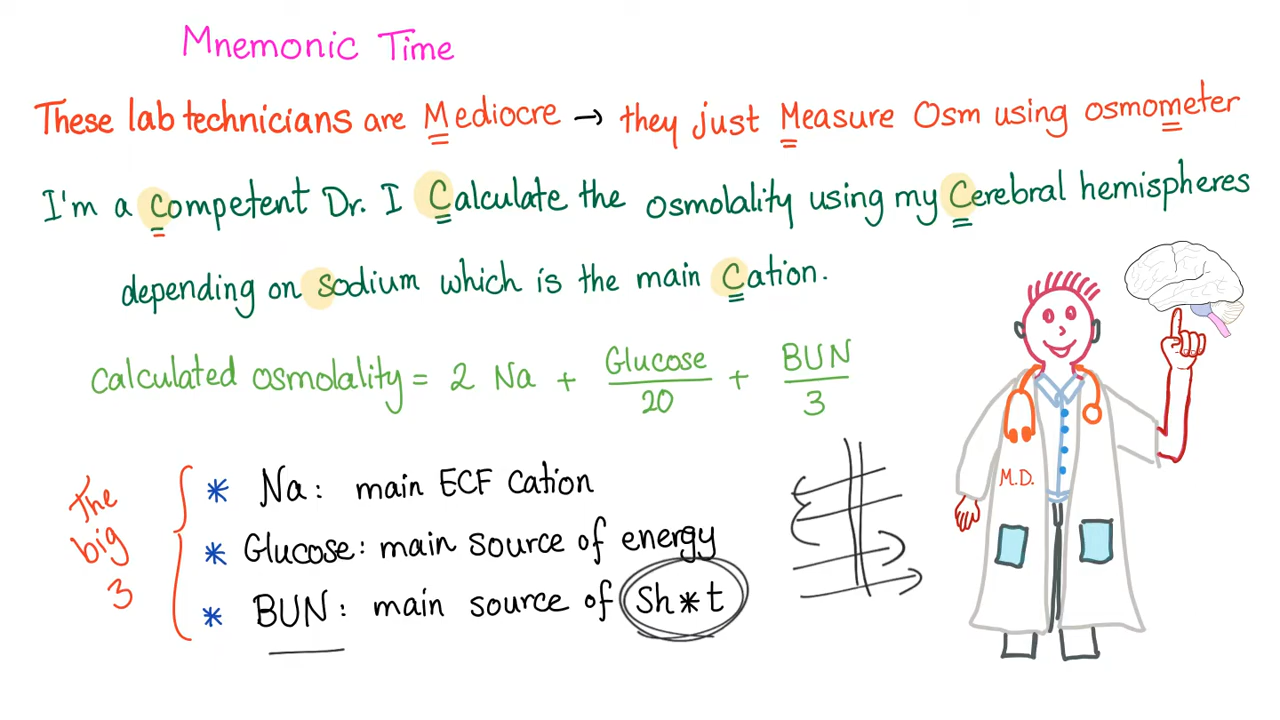 Mnemonic Time
These lab technicians are Mediocre → they just Measure Osm using osmometer
I'm a competent Dr. I Calculate the osmolality using my Cerebral hemispheres
depending on sodium which is the main Cation.
Calculated osmolality = 2 Na + Glucose/20 + BUN/3
The big 3
* Na: main ECF Cation
* Glucose: main source of energy
* BUN: main source of Sh*t
M.D.